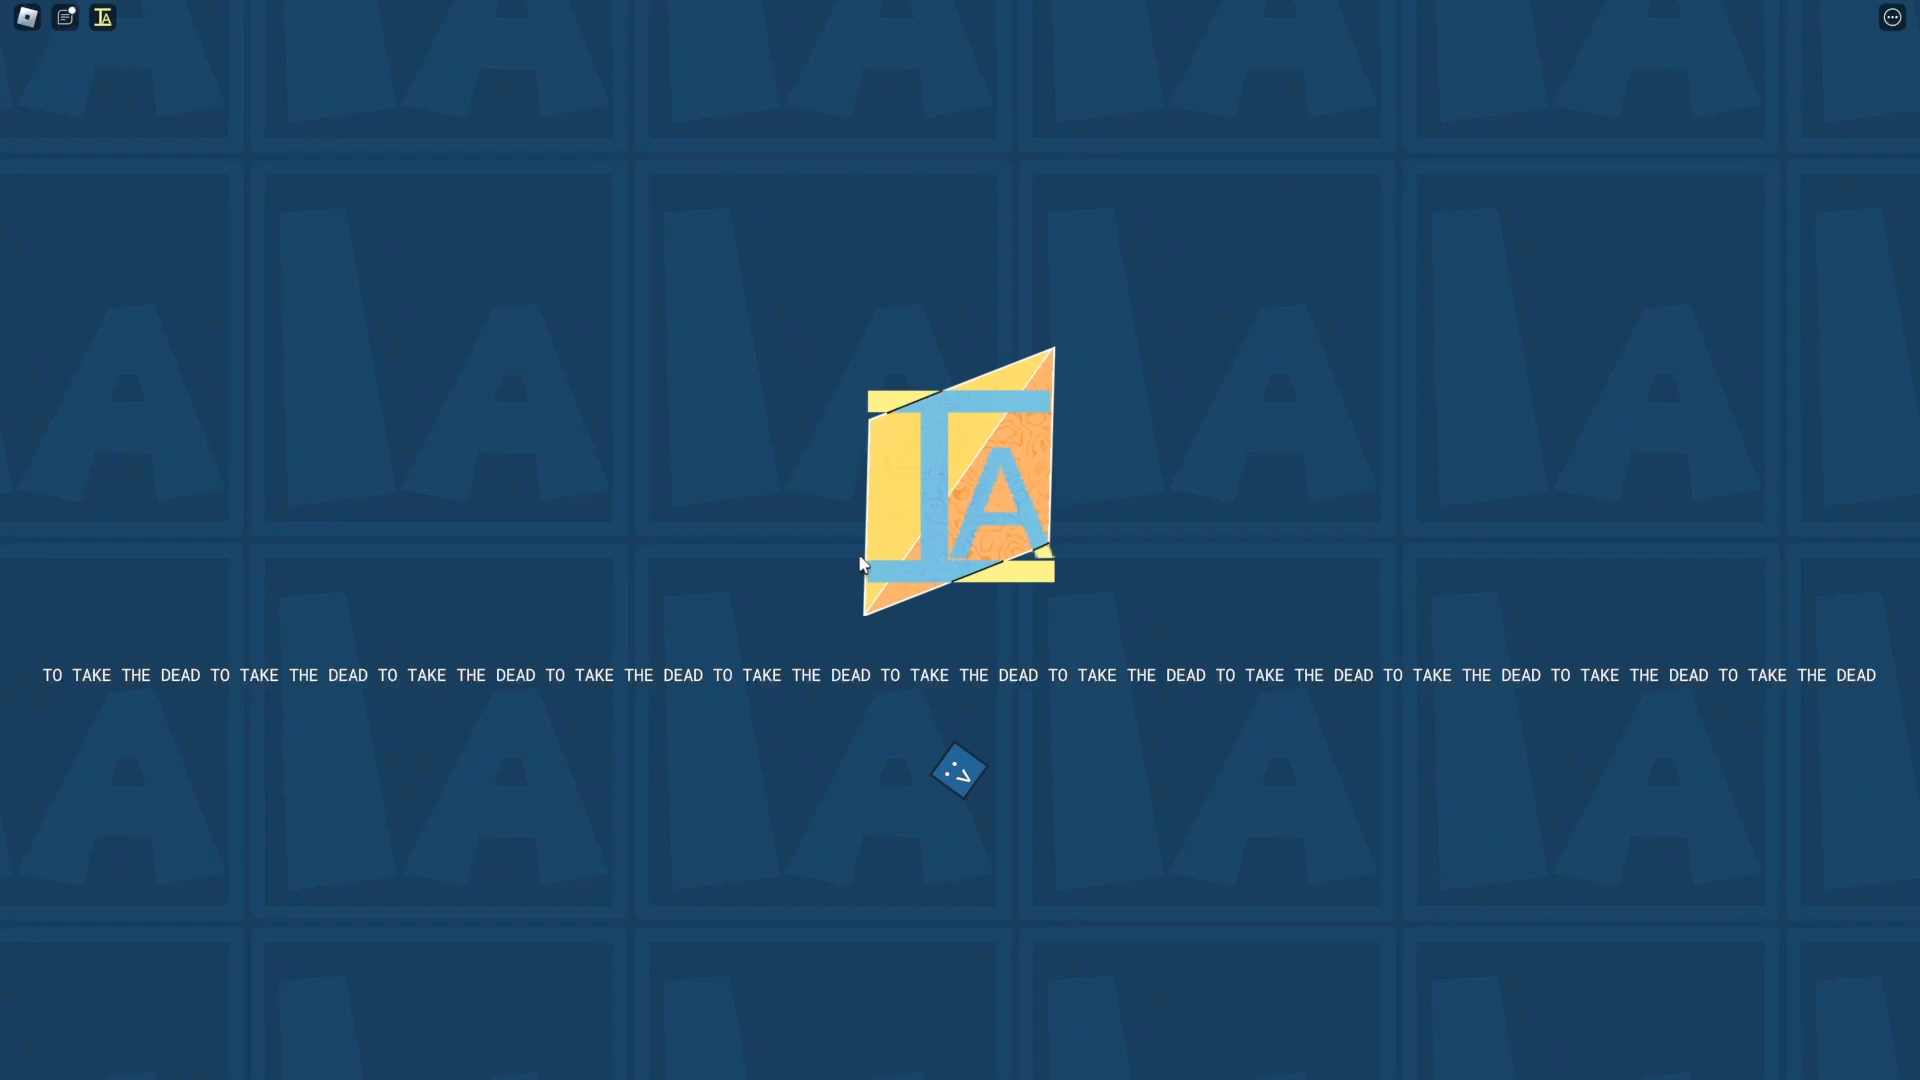 IA
IA
TO TAKE THE DEAD TO TAKE THE DEAD TO TAKE THE DEAD TO TAKE THE DEAD TO TAKE THE DEAD TO TAKE THE DEAD TO TAKE THE DEAD TO TAKE THE DEAD TO TAKE THE DEAD TO TAKE THE DEAD TO TAKE THE DEAD
:>